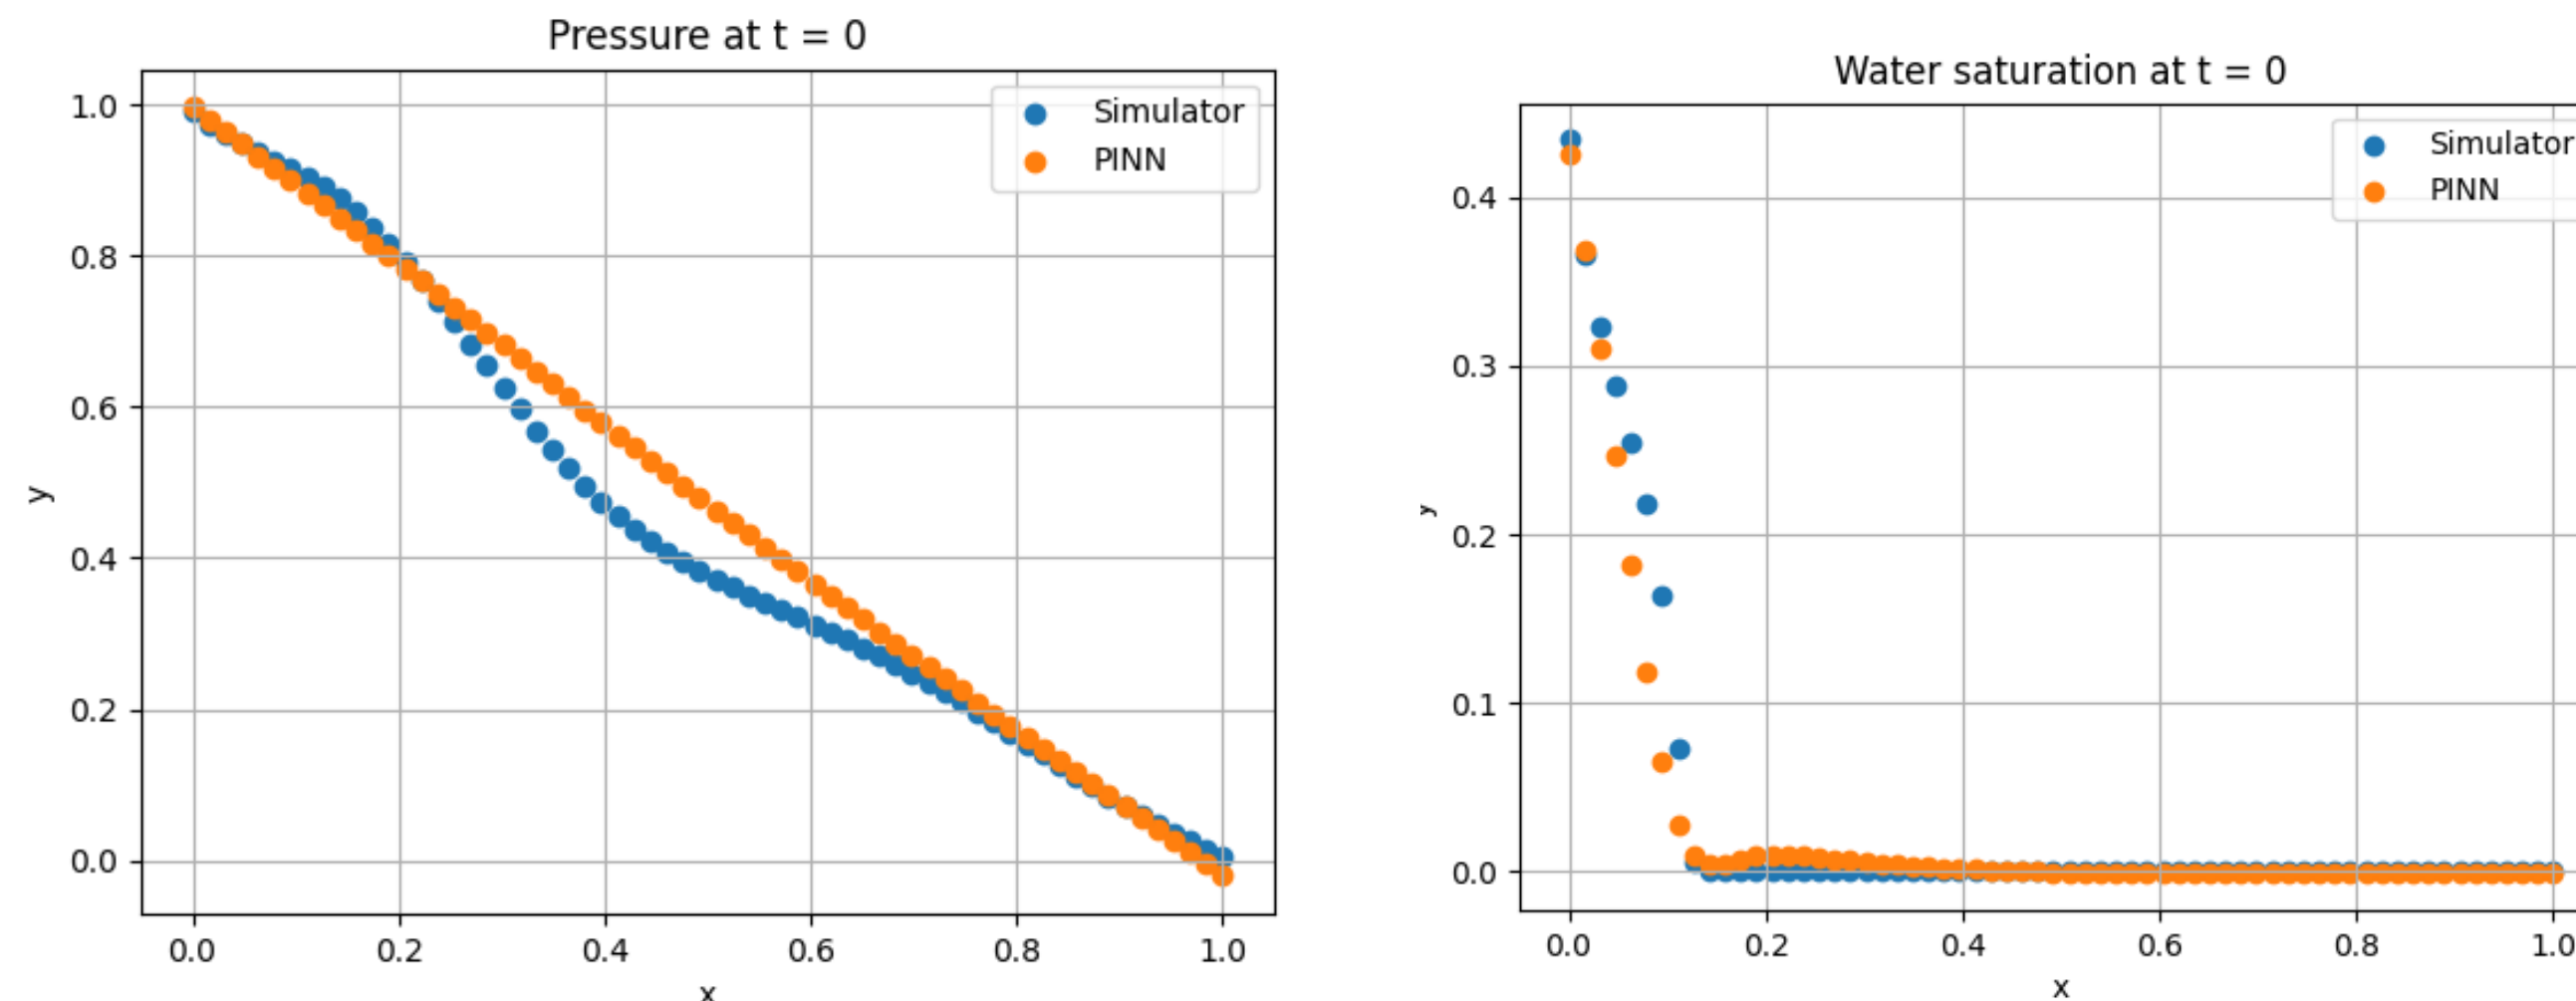 Pressure at t = 0
1.0
0.8
0.6
0.4
0.2
0.0
y
0.0 0.2 0.4 0.6 0.8 1.0
x
Simulator
PINN
Water saturation at t = 0
0.4
0.3
0.2
0.1
0.0
y
0.0 0.2 0.4 0.6 0.8 1.0
x
Simulator
PINN